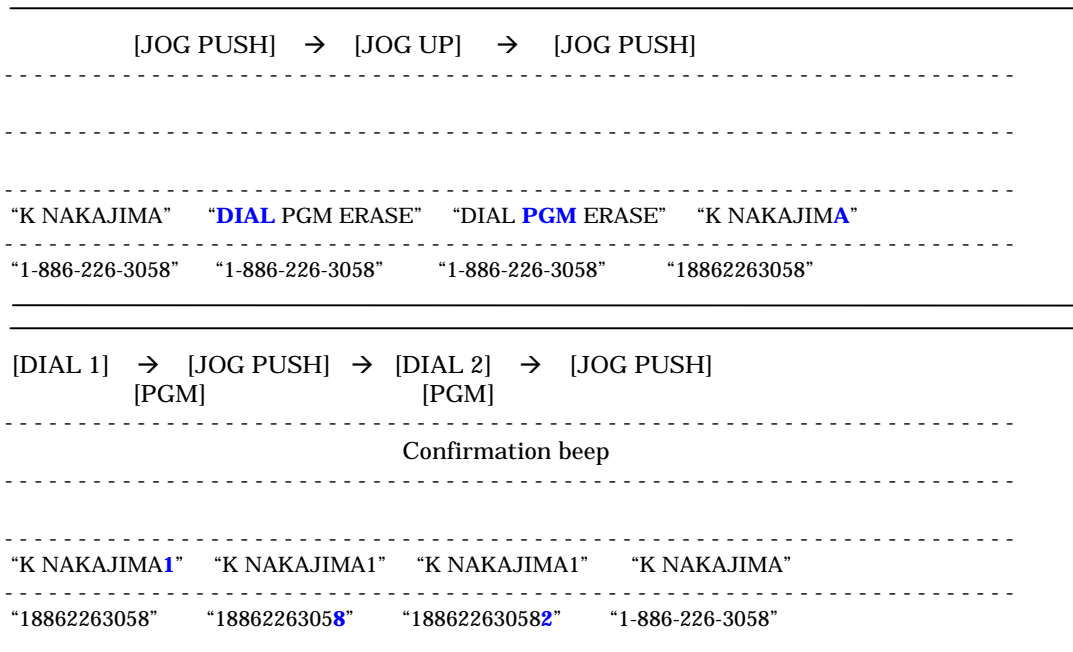 [JOG PUSH] → [JOG UP] → [JOG PUSH]
“K NAKAJIMA” “DIAL PGM ERASE” “DIAL PGM ERASE” “K NAKAJIMA”
“1-886-226-3058” “1-886-226-3058” “1-886-226-3058” “18862263058”
[DIAL 1] → [JOG PUSH] → [DIAL 2] → [JOG PUSH]
[PGM] [PGM]
Confirmation beep
“K NAKAJIMA1” “K NAKAJIMA1” “K NAKAJIMA1” “K NAKAJIMA”
“18862263058” “18862263058” “188622630582” “1-886-226-3058”